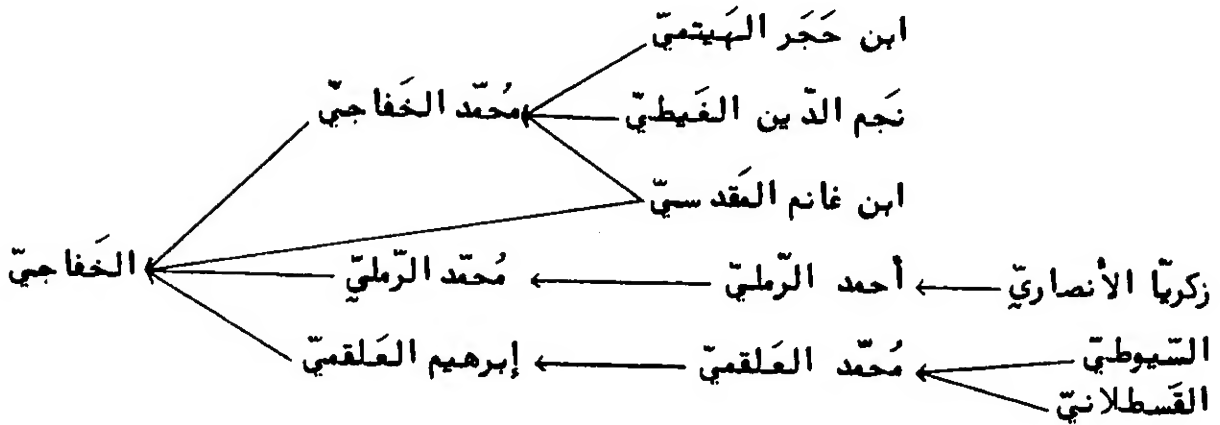 ابن حَجَر الهَيتميّ
نَجم الدّين الغَيطيّ
مُحمّد الخَفاجيّ
ابن غانم المَقدسيّ
الخَفاجيّ
زكريّا الأنصاريّ
أحمد الرّمليّ
مُحمّد الرّمليّ
السّيوطيّ
مُحمّد العَلقميّ
إبرهيم العَلقميّ
القَسطلانيّ